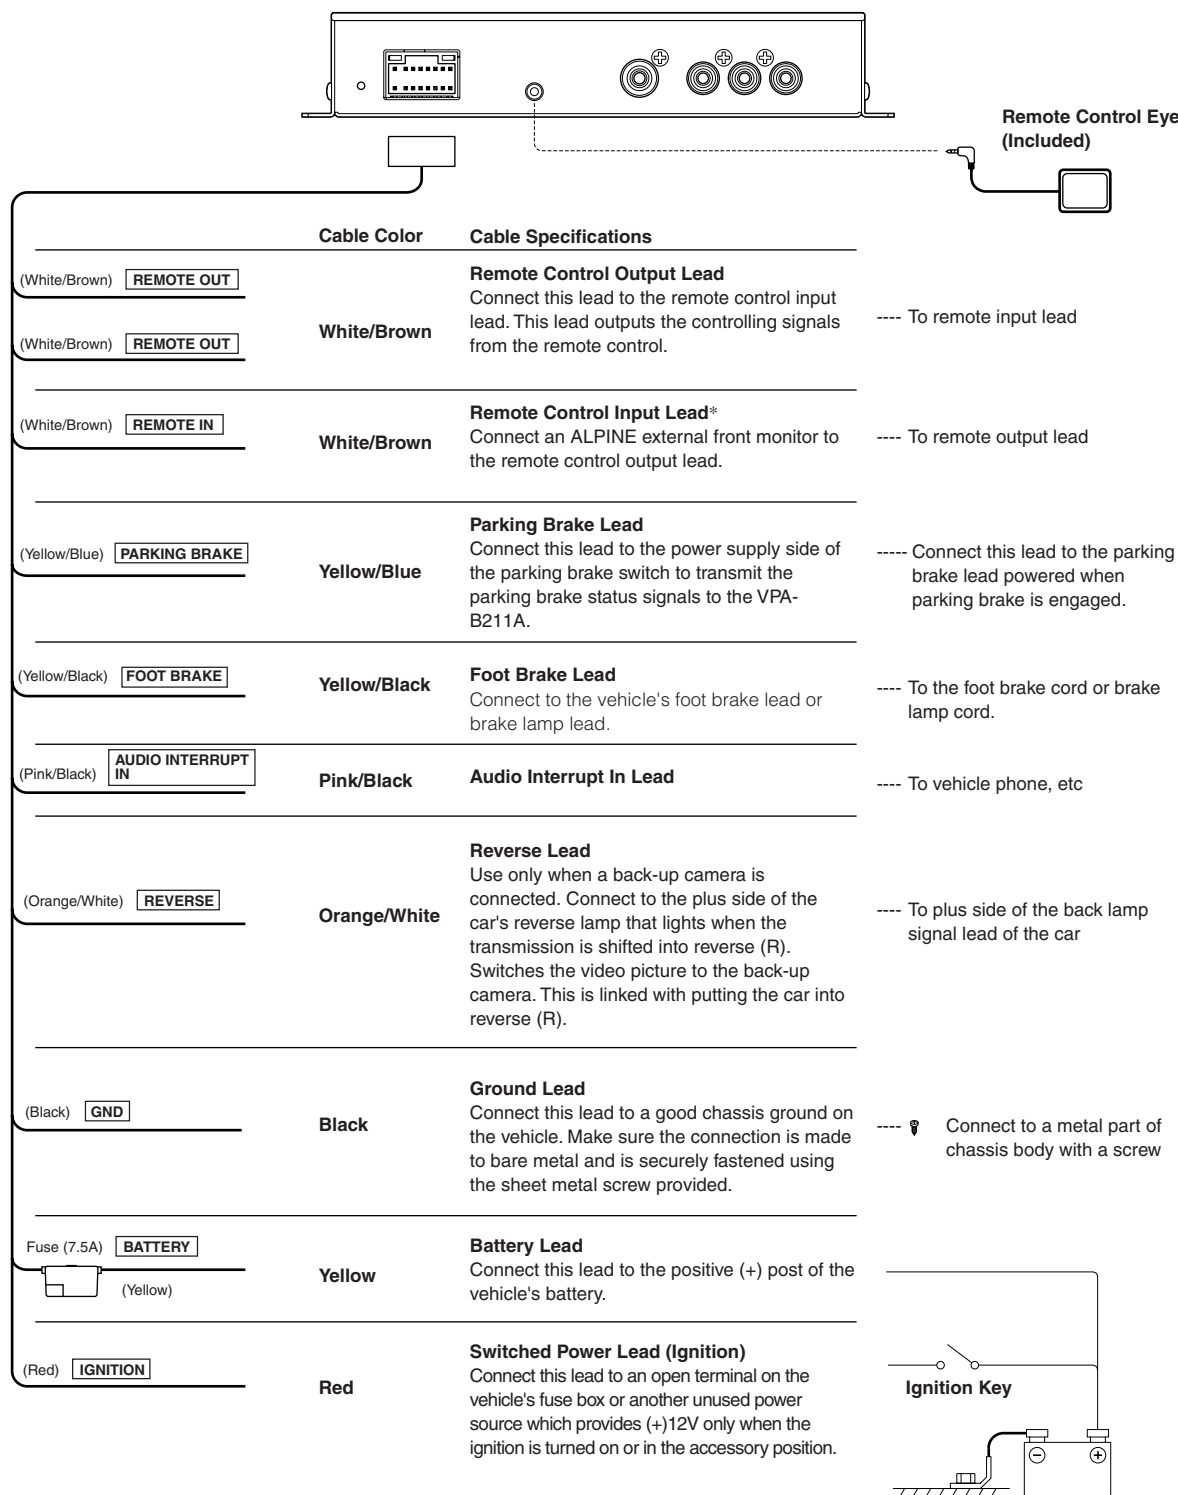 Remote Control Eye
(Included)
Cable Color
Cable Specifications
(White/Brown) REMOTE OUT
(White/Brown) REMOTE OUT
White/Brown
Remote Control Output Lead
Connect this lead to the remote control input
lead. This lead outputs the controlling signals
from the remote control.
---- To remote input lead
(White/Brown) REMOTE IN
White/Brown
Remote Control Input Lead*
Connect an ALPINE external front monitor to
the remote control output lead.
---- To remote output lead
(Yellow/Blue) PARKING BRAKE
Yellow/Blue
Parking Brake Lead
Connect this lead to the power supply side of
the parking brake switch to transmit the
parking brake status signals to the VPA-
B211A.
----- Connect this lead to the parking
brake lead powered when
parking brake is engaged.
(Yellow/Black) FOOT BRAKE
Yellow/Black
Foot Brake Lead
Connect to the vehicle's foot brake lead or
brake lamp lead.
---- To the foot brake cord or brake
lamp cord.
(Pink/Black) AUDIO INTERRUPT
IN
Pink/Black
Audio Interrupt In Lead
---- To vehicle phone, etc
(Orange/White) REVERSE
Orange/White
Reverse Lead
Use only when a back-up camera is
connected. Connect to the plus side of the
car's reverse lamp that lights when the
transmission is shifted into reverse (R).
Switches the video picture to the back-up
camera. This is linked with putting the car into
reverse (R).
---- To plus side of the back lamp
signal lead of the car
(Black) GND
Black
Ground Lead
Connect this lead to a good chassis ground on
the vehicle. Make sure the connection is made
to bare metal and is securely fastened using
the sheet metal screw provided.
---- Connect to a metal part of
chassis body with a screw
Fuse (7.5A) BATTERY
(Yellow)
Yellow
Battery Lead
Connect this lead to the positive (+) post of the
vehicle's battery.
(Red) IGNITION
Red
Switched Power Lead (Ignition)
Connect this lead to an open terminal on the
vehicle's fuse box or another unused power
source which provides (+)12V only when the
ignition is turned on or in the accessory position.
Ignition Key